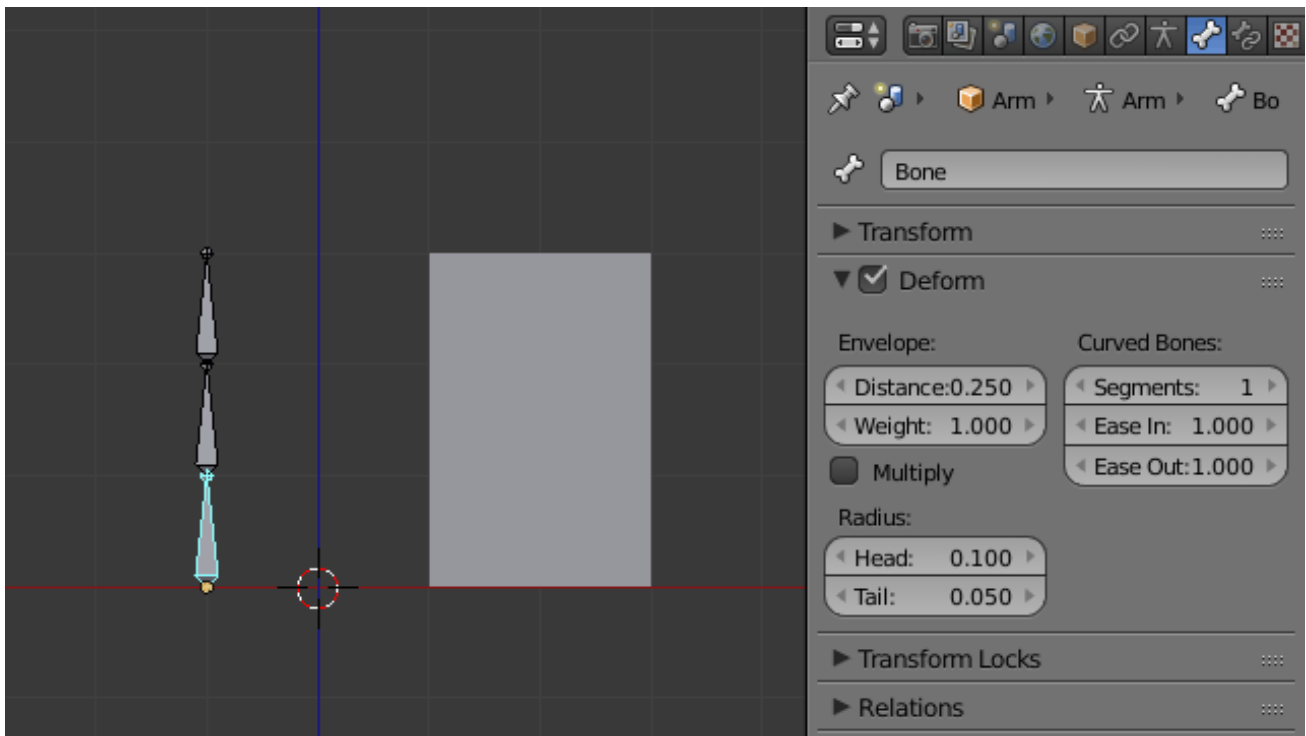 Arm Arm Bo
Bone
Transform
Deform
Envelope: Curved Bones:
Distance:0.250 Segments: 1
Weight: 1.000 Ease In: 1.000
Multiply Ease Out:1.000
Radius:
Head: 0.100
Tail: 0.050
Transform Locks
Relations